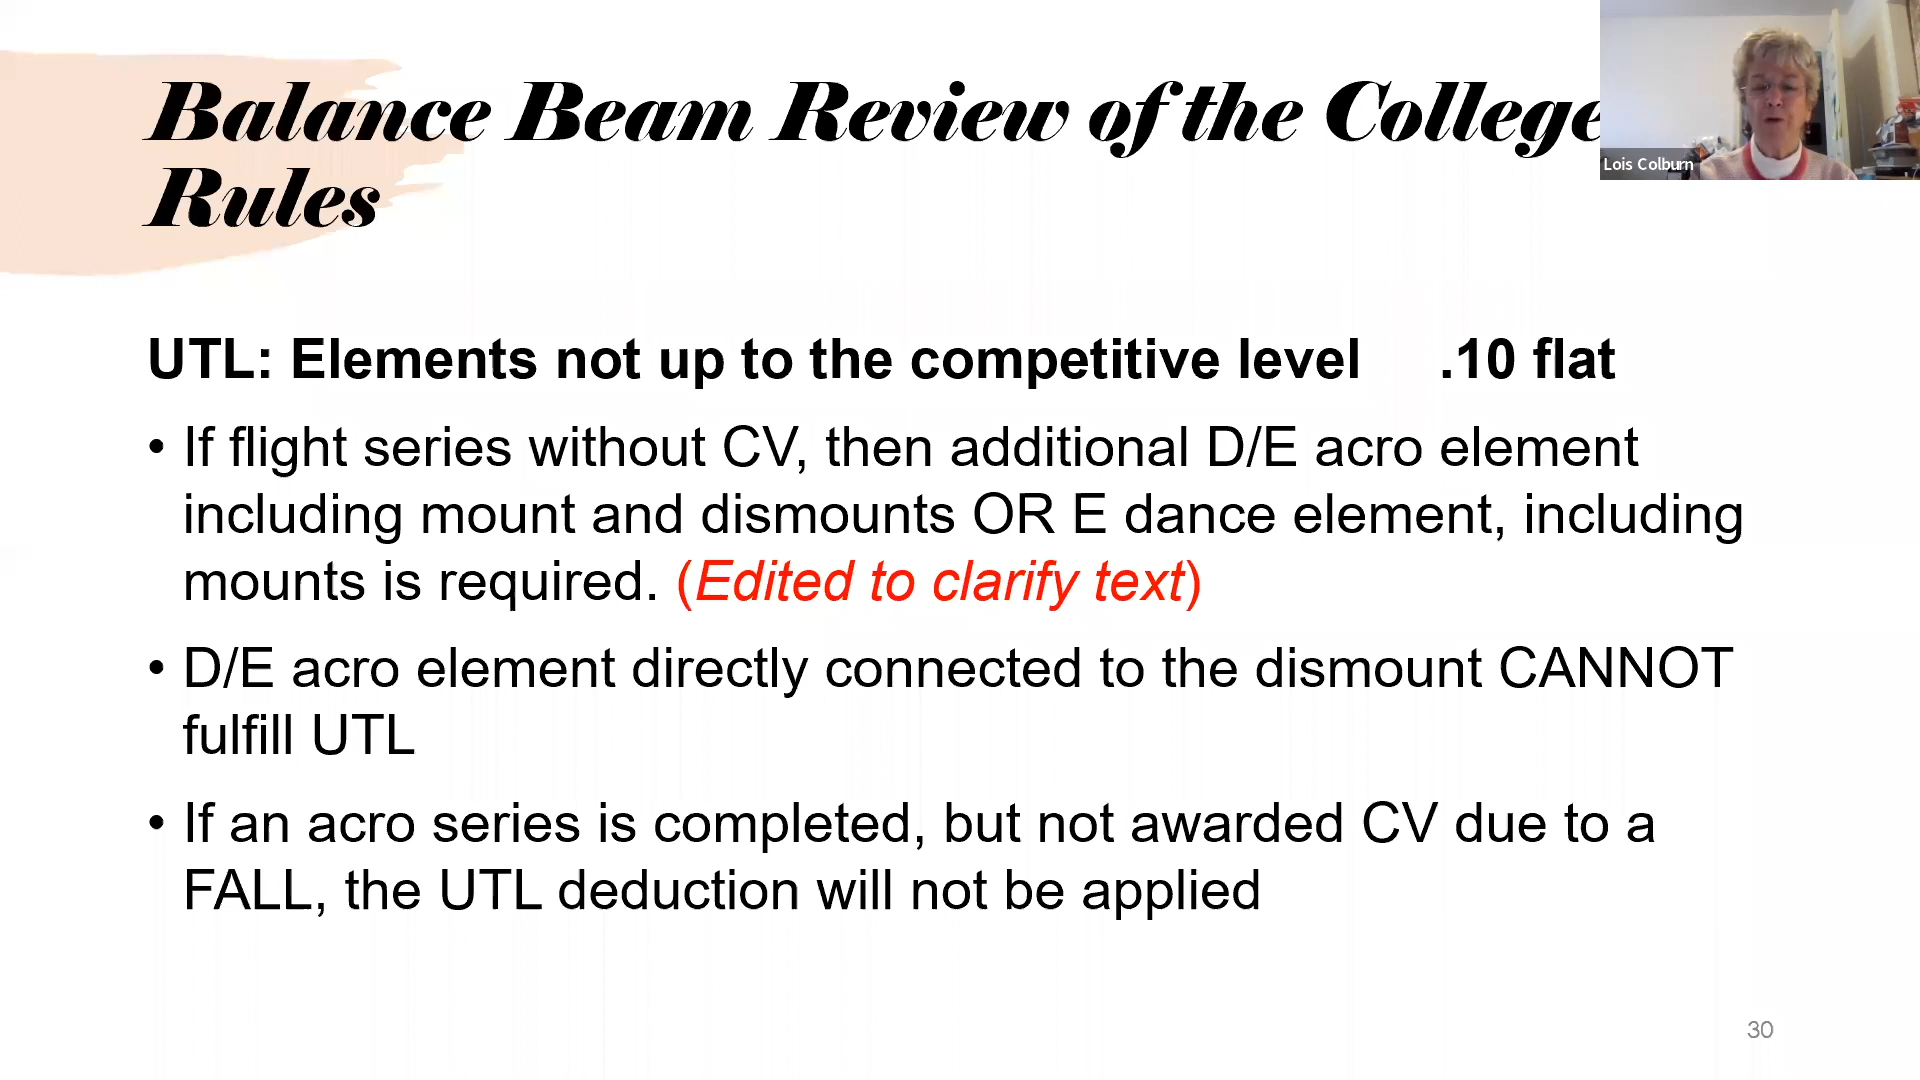 Balance Beam Review of the College
Rules
Lois Colburn
UTL: Elements not up to the competitive level .10 flat
• If flight series without CV, then additional D/E acro element
including mount and dismounts OR E dance element, including
mounts is required. (Edited to clarify text)
• D/E acro element directly connected to the dismount CANNOT
fulfill UTL
• If an acro series is completed, but not awarded CV due to a
FALL, the UTL deduction will not be applied
30